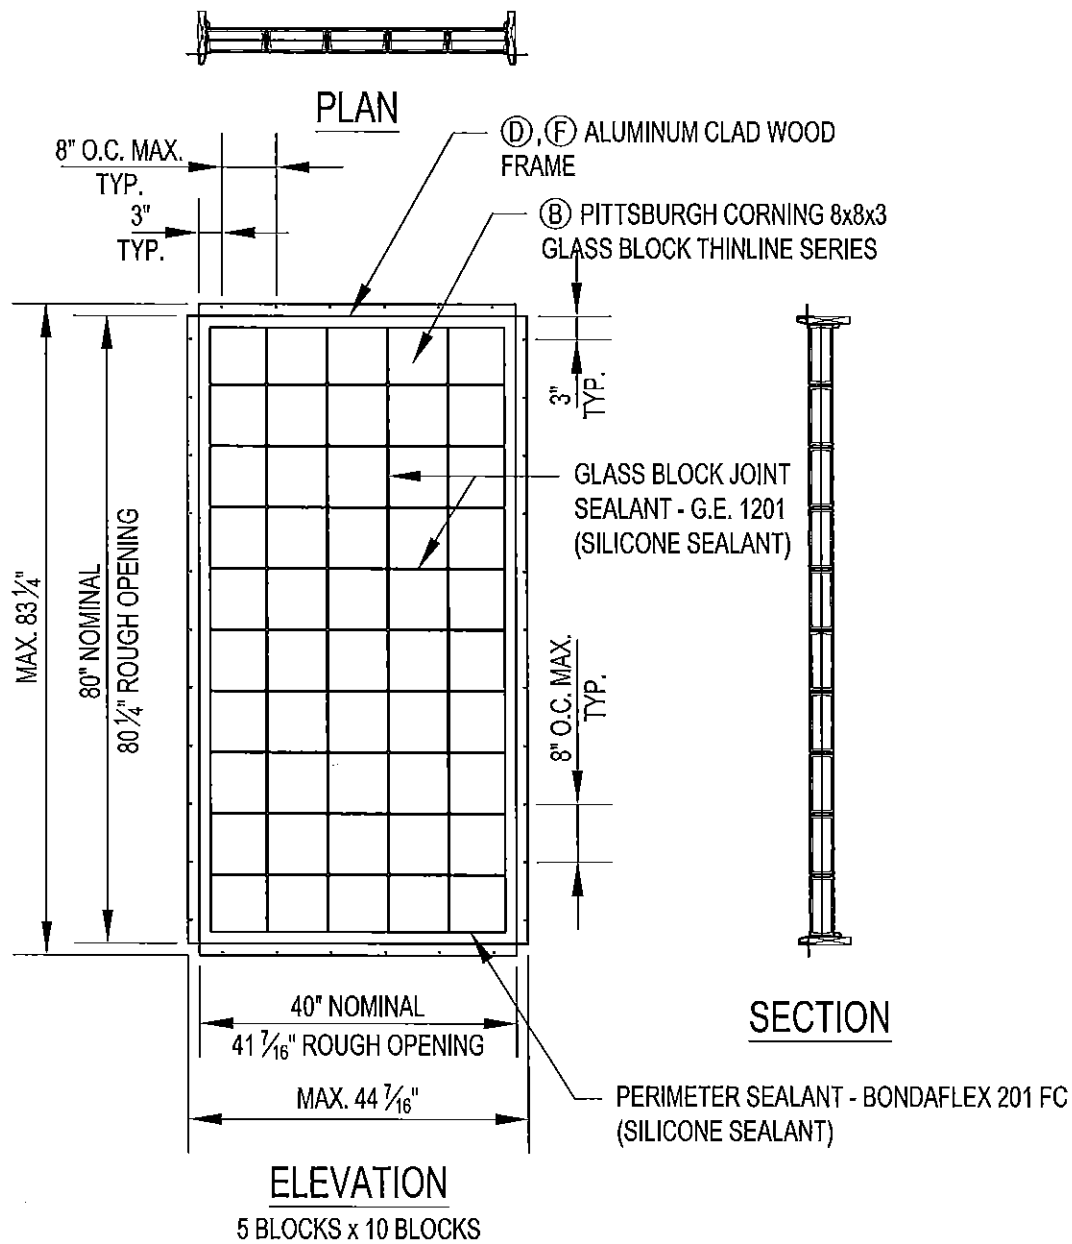 PLAN
Ⓓ, Ⓕ ALUMINUM CLAD WOOD
FRAME
8" O.C. MAX.
TYP.
3"
TYP.
Ⓑ PITTSBURGH CORNING 8x8x3
GLASS BLOCK THINLINE SERIES
3"
TYP.
GLASS BLOCK JOINT
SEALANT - G.E. 1201
(SILICONE SEALANT)
MAX. 83 1/4"
80" NOMINAL
80 1/4" ROUGH OPENING
8" O.C. MAX.
TYP.
40" NOMINAL
41 7/16" ROUGH OPENING
MAX. 44 7/16"
SECTION
PERIMETER SEALANT - BONDAFLEX 201 FC
(SILICONE SEALANT)
ELEVATION
5 BLOCKS x 10 BLOCKS